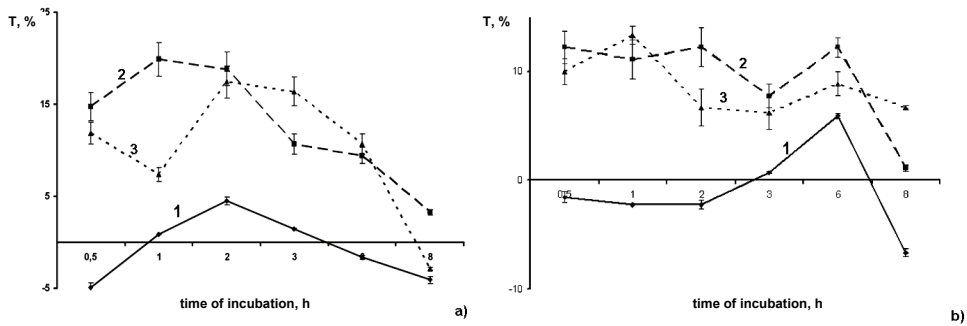 T, %
25
15
5
-5
2
3
1
0,5 1 2 3 6 8
time of incubation, h
a)
T, %
10
0
-10
2
3
1
0,5 1 2 3 6 8
time of incubation, h
b)